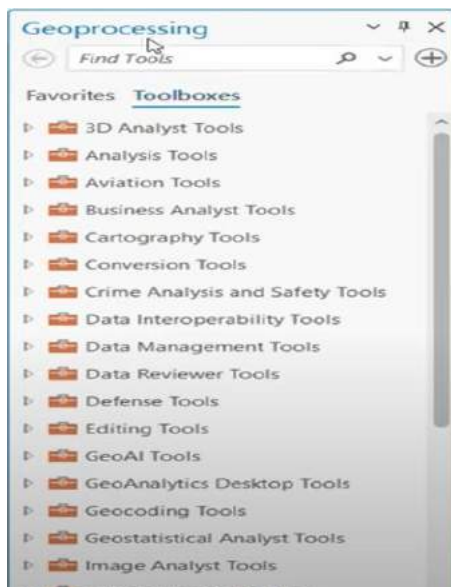 Geoprocessing
Find Tools
Favorites Toolboxes
3D Analyst Tools
Analysis Tools
Aviation Tools
Business Analyst Tools
Cartography Tools
Conversion Tools
Crime Analysis and Safety Tools
Data Interoperability Tools
Data Management Tools
Data Reviewer Tools
Defense Tools
Editing Tools
GeoAI Tools
GeoAnalytics Desktop Tools
Geocoding Tools
Geostatistical Analyst Tools
Image Analyst Tools